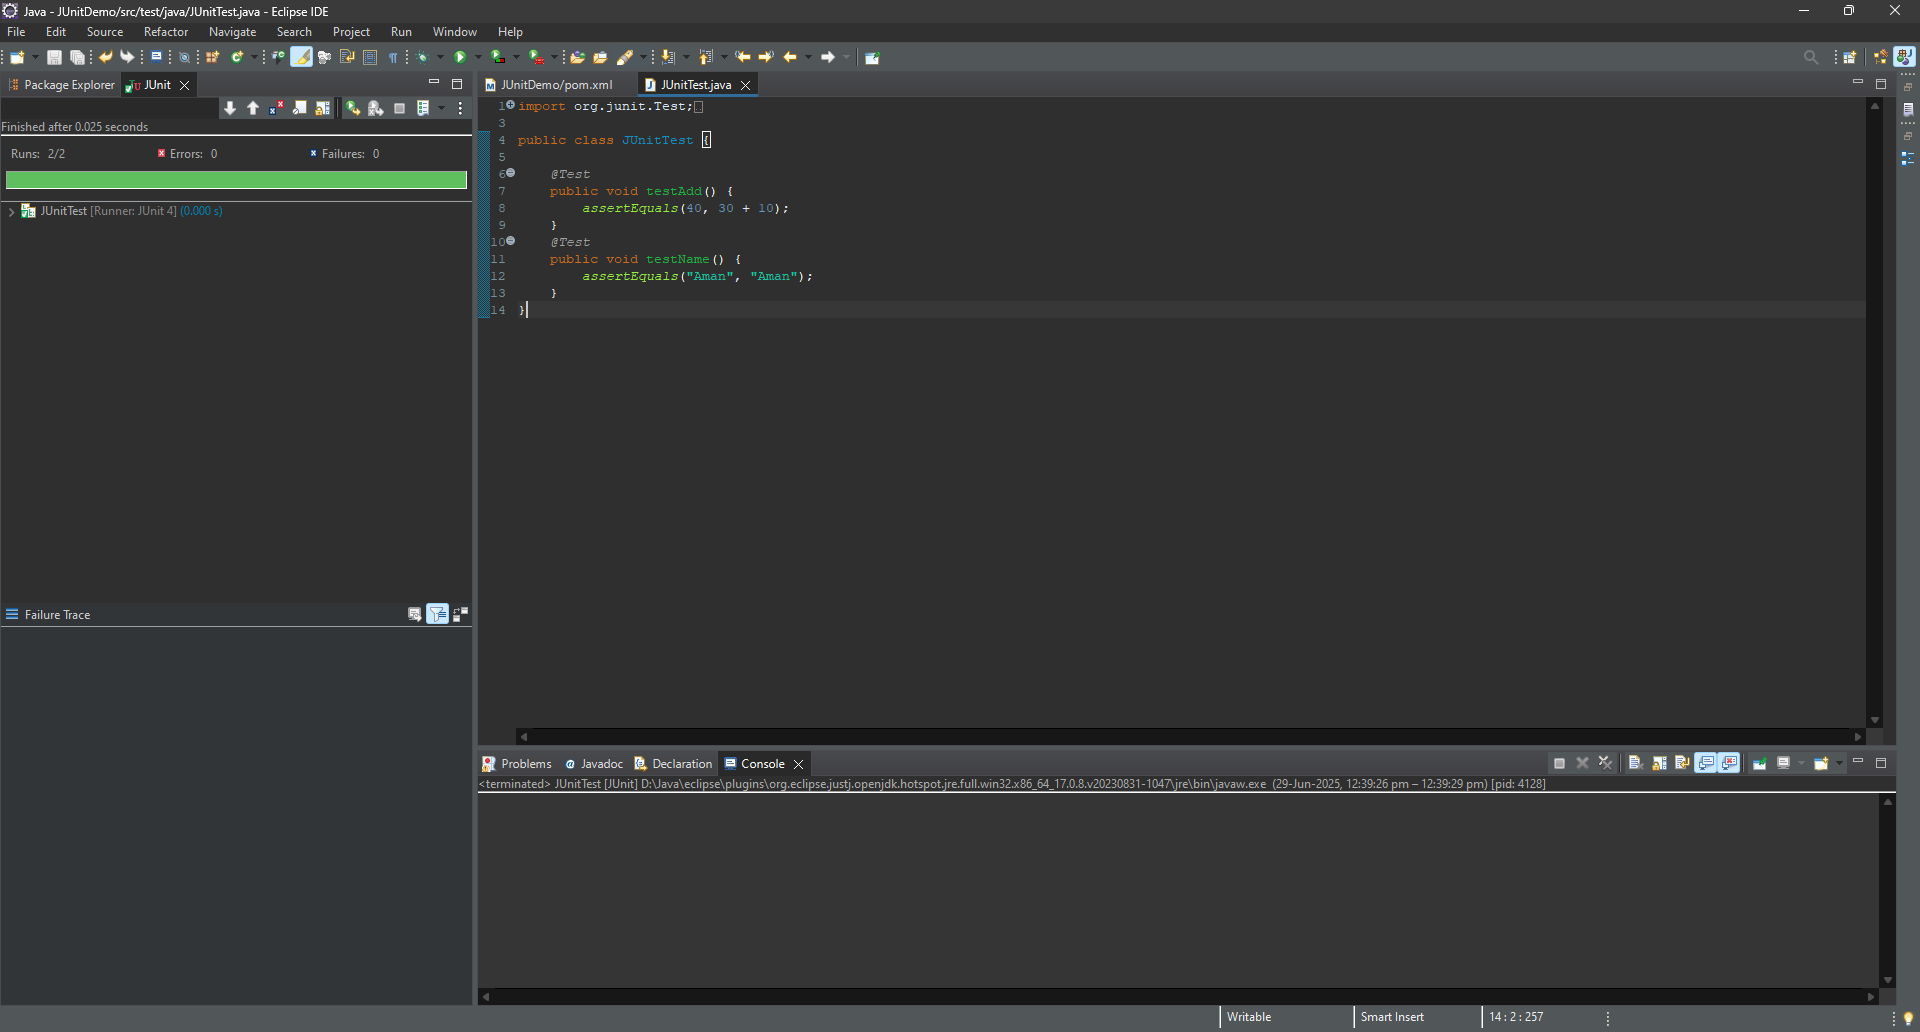 Java - JUnitDemo/src/test/java/JUnitTest.java - Eclipse IDE
File Edit Source Refactor Navigate Search Project Run Window Help
Package Explorer JUnit
JUnitDemo/pom.xml JUnitTest.java
Finished after 0.025 seconds
Runs: 2/2 Errors: 0 Failures: 0
JUnitTest [Runner: JUnit 4] (0.000 s)
Failure Trace
1 import org.junit.Test;
3
4 public class JUnitTest {
5
6 @Test
7 public void testAdd() {
8 assertEquals(40, 30 + 10);
9 }
10 @Test
11 public void testName() {
12 assertEquals("Aman", "Aman");
13 }
14 }
Problems Javadoc Declaration Console
<terminated> JUnitTest [JUnit] D:\Java\eclipse\plugins\org.eclipse.justj.openjdk.hotspot.jre.full.win32.x86_64_17.0.8.v20230831-1047\jre\bin\javaw.exe (29-Jun-2025, 12:39:26 pm – 12:39:29 pm) [pid: 4128]
Writable Smart Insert 14 : 2 : 257